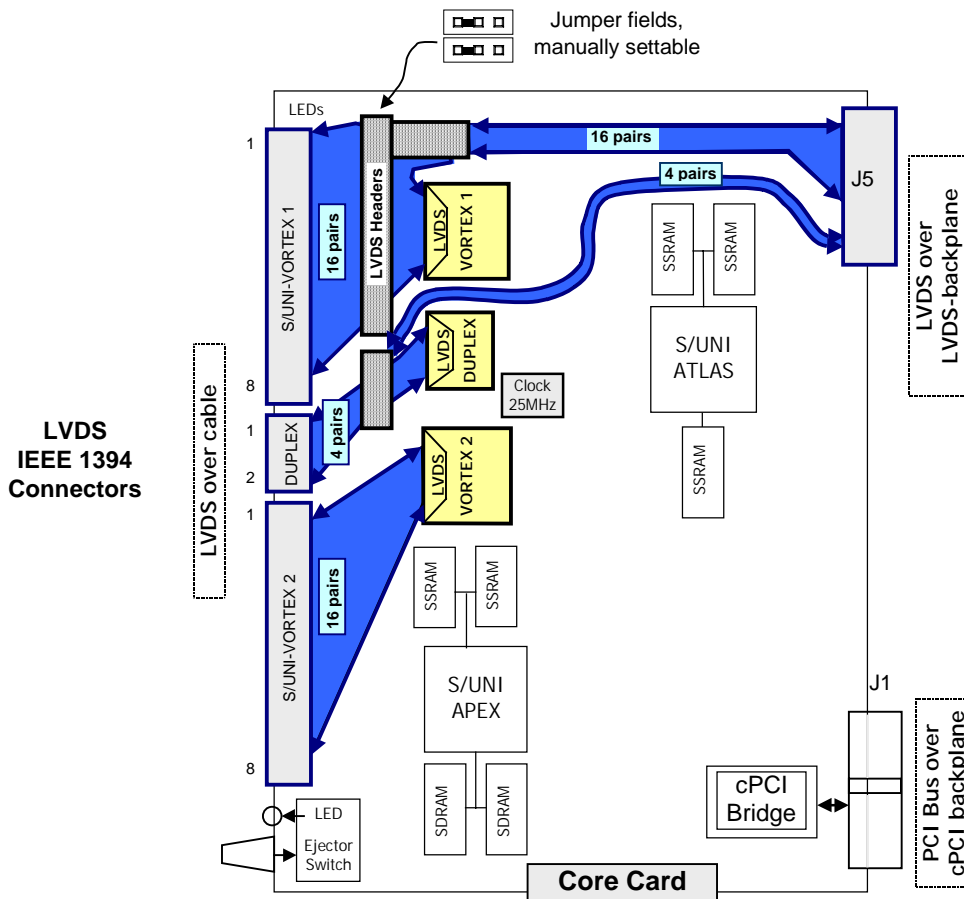 Jumper fields,
manually settable
LEDs
1
S/UNI-VORTEX 1
8
16 pairs
LVDS Headers
LVDS
VORTEX 1
16 pairs
4 pairs
J5
LVDS over
LVDS-backplane
SSRAM
SSRAM
S/UNI
ATLAS
SSRAM
LVDS
DUPLEX
Clock
25MHz
LVDS
IEEE 1394
Connectors
LVDS over cable
1
DUPLEX
2
4 pairs
LVDS
VORTEX 2
1
S/UNI-VORTEX 2
8
16 pairs
SSRAM
SSRAM
S/UNI
APEX
SDRAM
SDRAM
J1
cPCI
Bridge
PCI Bus over
cPCI backplane
LED
Ejector
Switch
Core Card